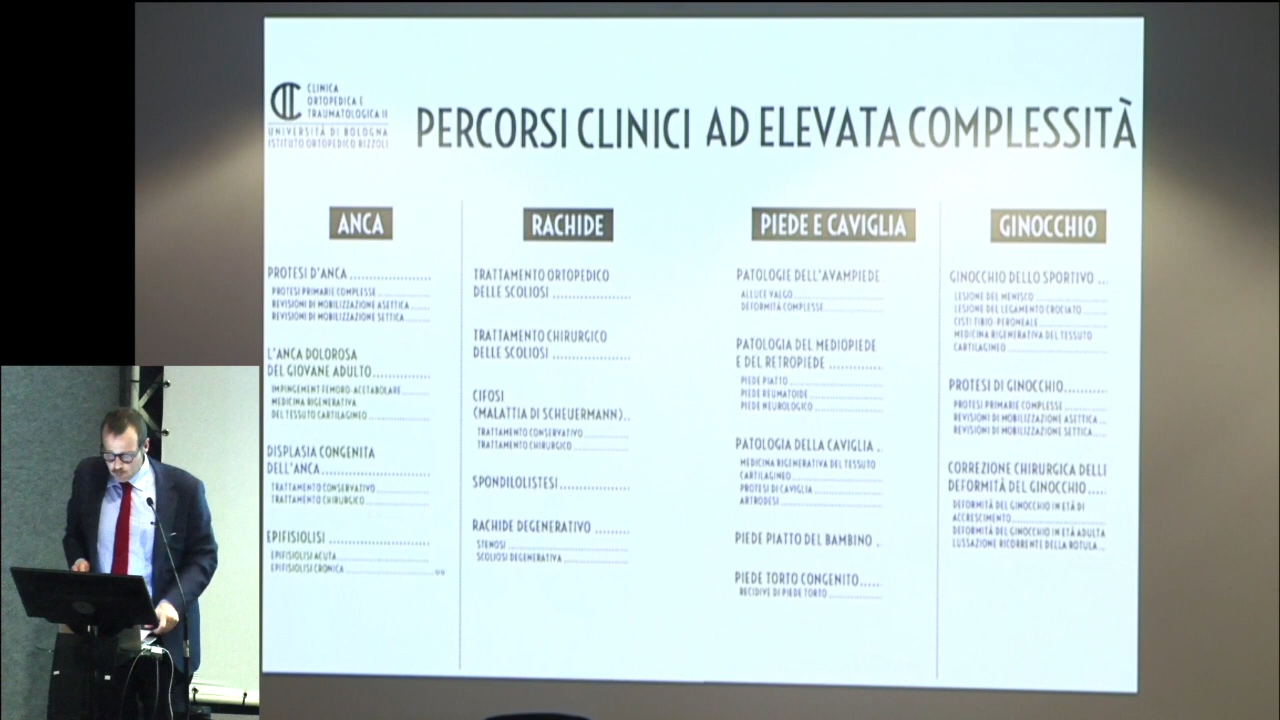 CLINICA
ORTOPEDICA E
TRAUMATOLOGICA II
UNIVERSITÀ DI BOLOGNA
ISTITUTO ORTOPEDICO RIZZOLI
PERCORSI CLINICI AD ELEVATA COMPLESSITÀ
ANCA
PROTESI D'ANCA
PROTESI PRIMARIE COMPLESSE
REVISIONI DI MOBILIZZAZIONE ASETTICA
REVISIONI DI MOBILIZZAZIONE SETTICA
L'ANCA DOLOROSA
DEL GIOVANE ADULTO
IMPINGEMENT FEMORO-ACETABOLARE
MEDICINA RIGENERATIVA
DEL TESSUTO CARTILAGINEO
DISPLASIA CONGENITA
DELL'ANCA
TRATTAMENTO CONSERVATIVO
TRATTAMENTO CHIRURGICO
EPIFISIOLISI
EPIFISIOLISI ACUTA
EPIFISIOLISI CRONICA
RACHIDE
TRATTAMENTO ORTOPEDICO
DELLE SCOLIOSI
TRATTAMENTO CHIRURGICO
DELLE SCOLIOSI
CIFOSI
(MALATTIA DI SCHEUERMANN)
TRATTAMENTO CONSERVATIVO
TRATTAMENTO CHIRURGICO
SPONDILOLISTESI
RACHIDE DEGENERATIVO
STENOSI
SCOLIOSI DEGENERATIVA
PIEDE E CAVIGLIA
PATOLOGIE DELL'AVAMPIEDE
ALLUCE VALGO
DEFORMITÀ COMPLESSE
PATOLOGIA DEL MEDIOPIEDE
E DEL RETROPIEDE
PIEDE PIATTO
PIEDE REUMATOIDE
PIEDE NEUROLOGICO
PATOLOGIA DELLA CAVIGLIA
MEDICINA RIGENERATIVA DEL TESSUTO
CARTILAGINEO
PROTESI DI CAVIGLIA
ARTRODESI
PIEDE PIATTO DEL BAMBINO
PIEDE TORTO CONGENITO
RECIDIVE DI PIEDE TORTO
GINOCCHIO
GINOCCHIO DELLO SPORTIVO
LESIONE DEL MENISCO
LESIONE DEL LEGAMENTO CROCIATO
CISTI TIBIO-PERONEALE
MEDICINA RIGENERATIVA DEL TESSUTO
CARTILAGINEO
PROTESI DI GINOCCHIO
PROTESI PRIMARIE COMPLESSE
REVISIONI DI MOBILIZZAZIONE ASETTICA
REVISIONI DI MOBILIZZAZIONE SETTICA
CORREZIONE CHIRURGICA DELLE
DEFORMITÀ DEL GINOCCHIO
DEFORMITÀ DEL GINOCCHIO IN ETÀ DI
ACCRESCIMENTO
DEFORMITÀ DEL GINOCCHIO IN ETÀ ADULTA
LUSSAZIONE RICORRENTE DELLA ROTULA